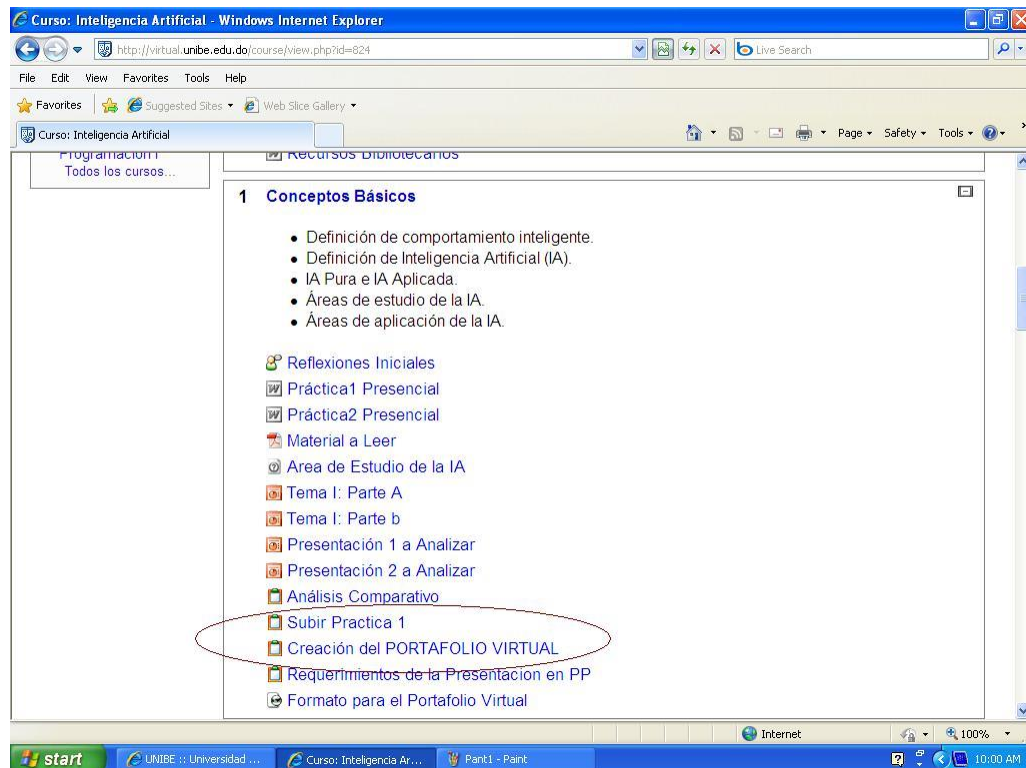 Curso: Inteligencia Artificial - Windows Internet Explorer
http://virtual.unibe.edu.do/course/view.php?id=824
Live Search
File Edit View Favorites Tools Help
Favorites Suggested Sites Web Slice Gallery
Curso: Inteligencia Artificial
Page Safety Tools
Programacion I
Recursos Bibliotecarios
Todos los cursos...
1 Conceptos Básicos
Definición de comportamiento inteligente.
Definición de Inteligencia Artificial (IA).
IA Pura e IA Aplicada.
Áreas de estudio de la IA.
Áreas de aplicación de la IA.
Reflexiones Iniciales
Práctica1 Presencial
Práctica2 Presencial
Material a Leer
Area de Estudio de la IA
Tema I: Parte A
Tema I: Parte b
Presentación 1 a Analizar
Presentación 2 a Analizar
Análisis Comparativo
Subir Practica 1
Creación del PORTAFOLIO VIRTUAL
Requerimientos de la Presentacion en PP
Formato para el Portafolio Virtual
Internet
100%
start
UNIBE :: Universidad ...
Curso: Inteligencia Ar...
Pant1 - Paint
10:00 AM